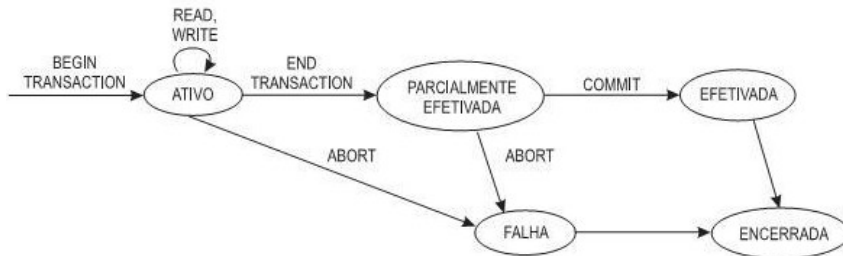 READ,
WRITE
BEGIN
TRANSACTION
ATIVO
END
TRANSACTION
PARCIALMENTE
EFETIVADA
COMMIT
EFETIVADA
ABORT
ABORT
FALHA
ENCERRADA